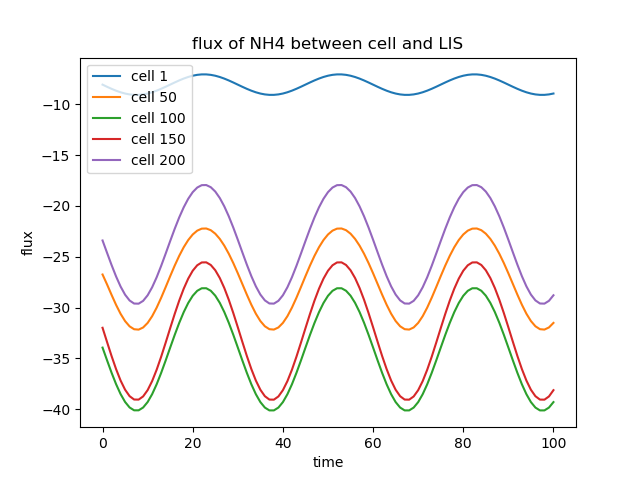 flux of NH4 between cell and LIS
cell 1
cell 50
cell 100
cell 150
cell 200
flux
−10
−15
−20
−25
−30
−35
−40
0 20 40 60 80 100
time